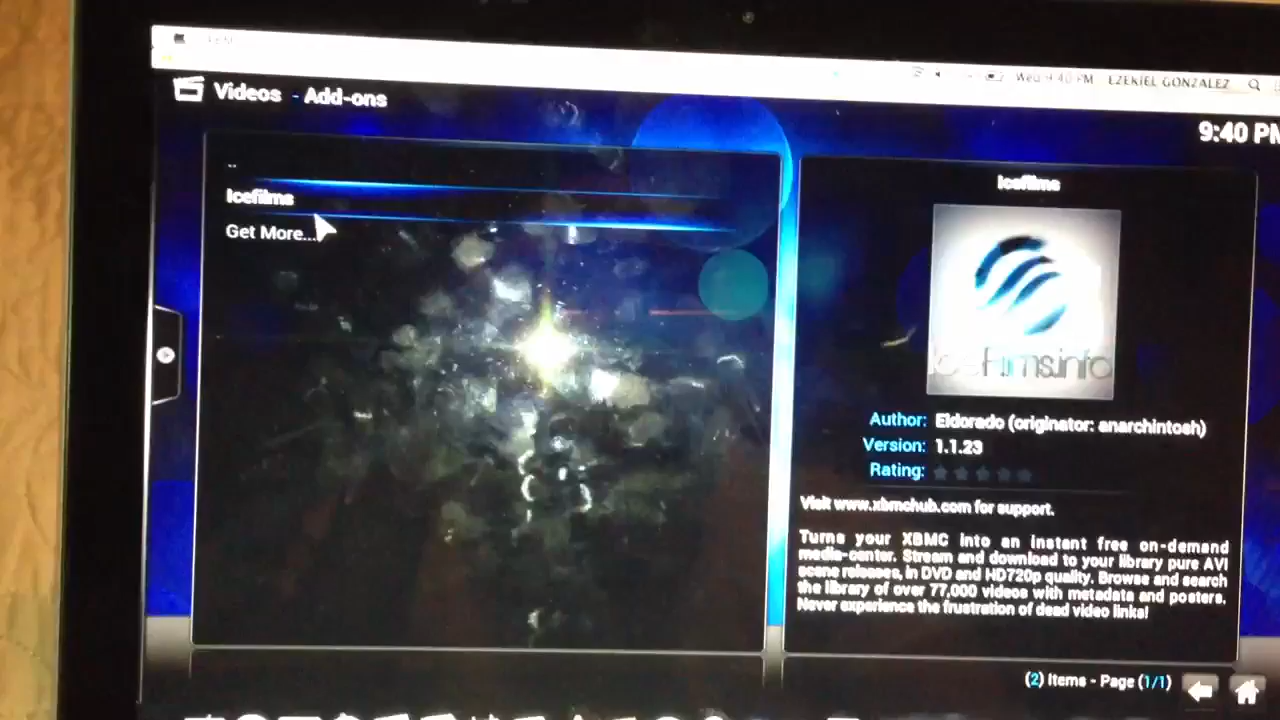 Wed 9:40 PM EZEKIEL GONZALEZ
Videos - Add-ons
9:40 PM
..
Icefilms
Get More...
Icefilms
IceFilms.info
Author: Eldorado (originator: anarchintosh)
Version: 1.1.23
Rating:
Visit www.xbmchub.com for support.
Turns your XBMC into an instant free on-demand
media-center. Stream and download to your library pure AVI
scene releases, in DVD and HD720p quality. Browse and search
the library of over 77,000 videos with metadata and posters.
Never experience the frustration of dead video links!
(2) Items - Page (1/1)